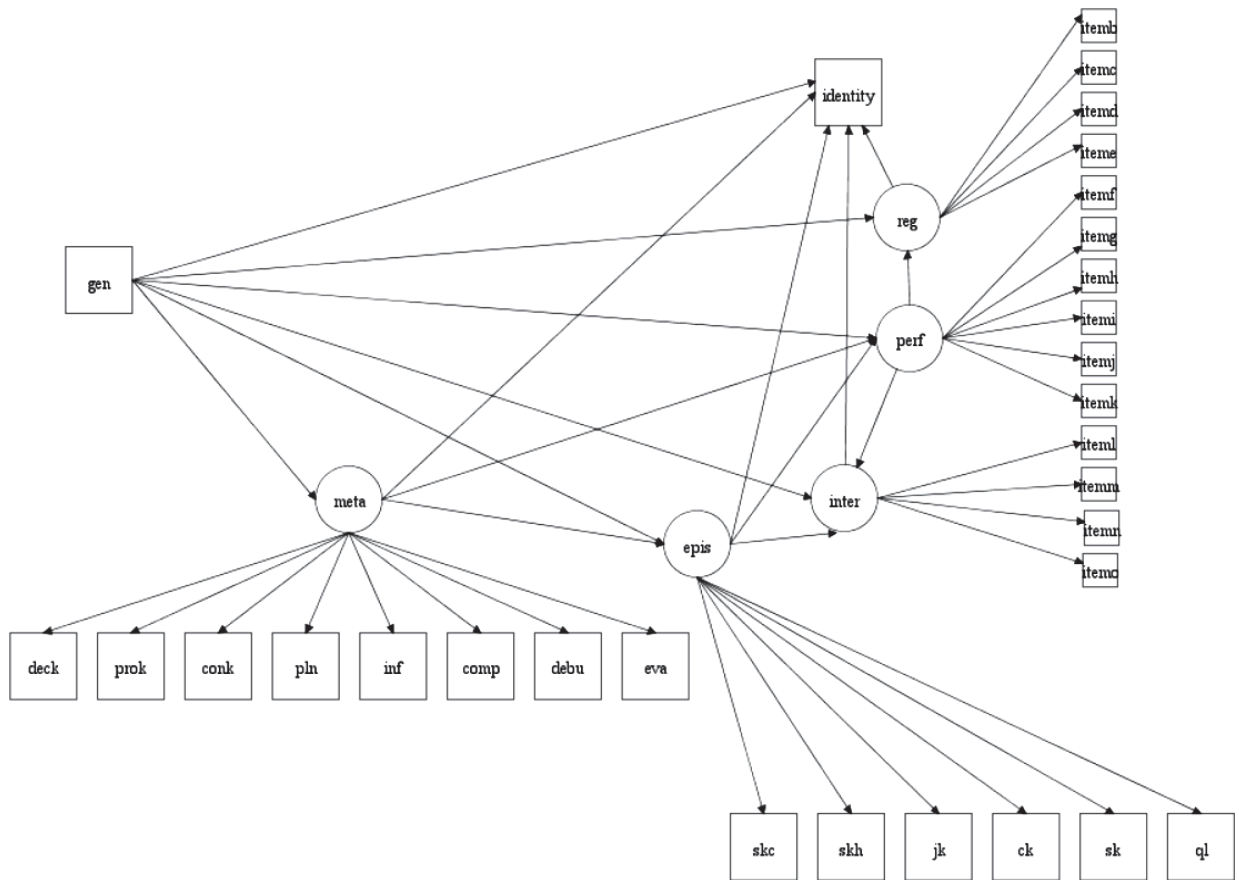 itemb
itemc
itemd
iteme
itemf
itemg
itemh
itemi
itemj
itemk
iteml
itemm
itemn
itemo
identity
reg
gen
perf
meta
inter
epis
deck
prok
conk
pln
inf
comp
debu
eva
skc
skh
jk
ck
sk
ql